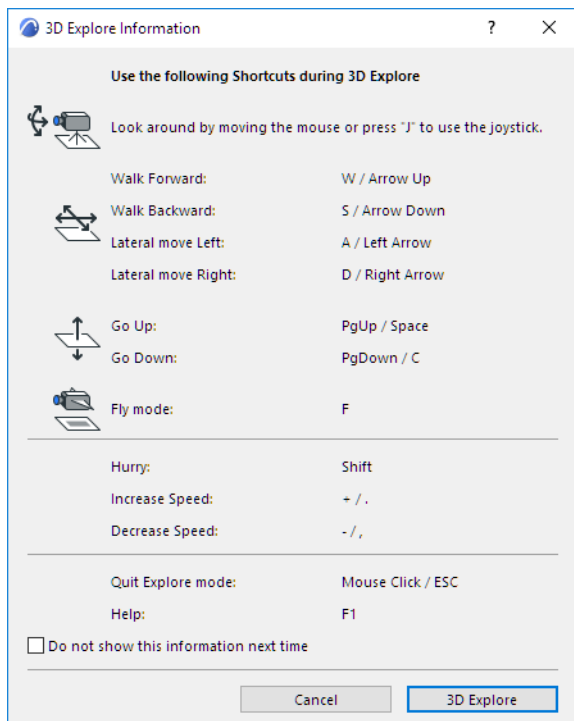 3D Explore Information
Use the following Shortcuts during 3D Explore
Look around by moving the mouse or press "J" to use the joystick.
Walk Forward: W / Arrow Up
Walk Backward: S / Arrow Down
Lateral move Left: A / Left Arrow
Lateral move Right: D / Right Arrow
Go Up: PgUp / Space
Go Down: PgDown / C
Fly mode: F
Hurry: Shift
Increase Speed: + / .
Decrease Speed: - / ,
Quit Explore mode: Mouse Click / ESC
Help: F1
Do not show this information next time
Cancel 3D Explore